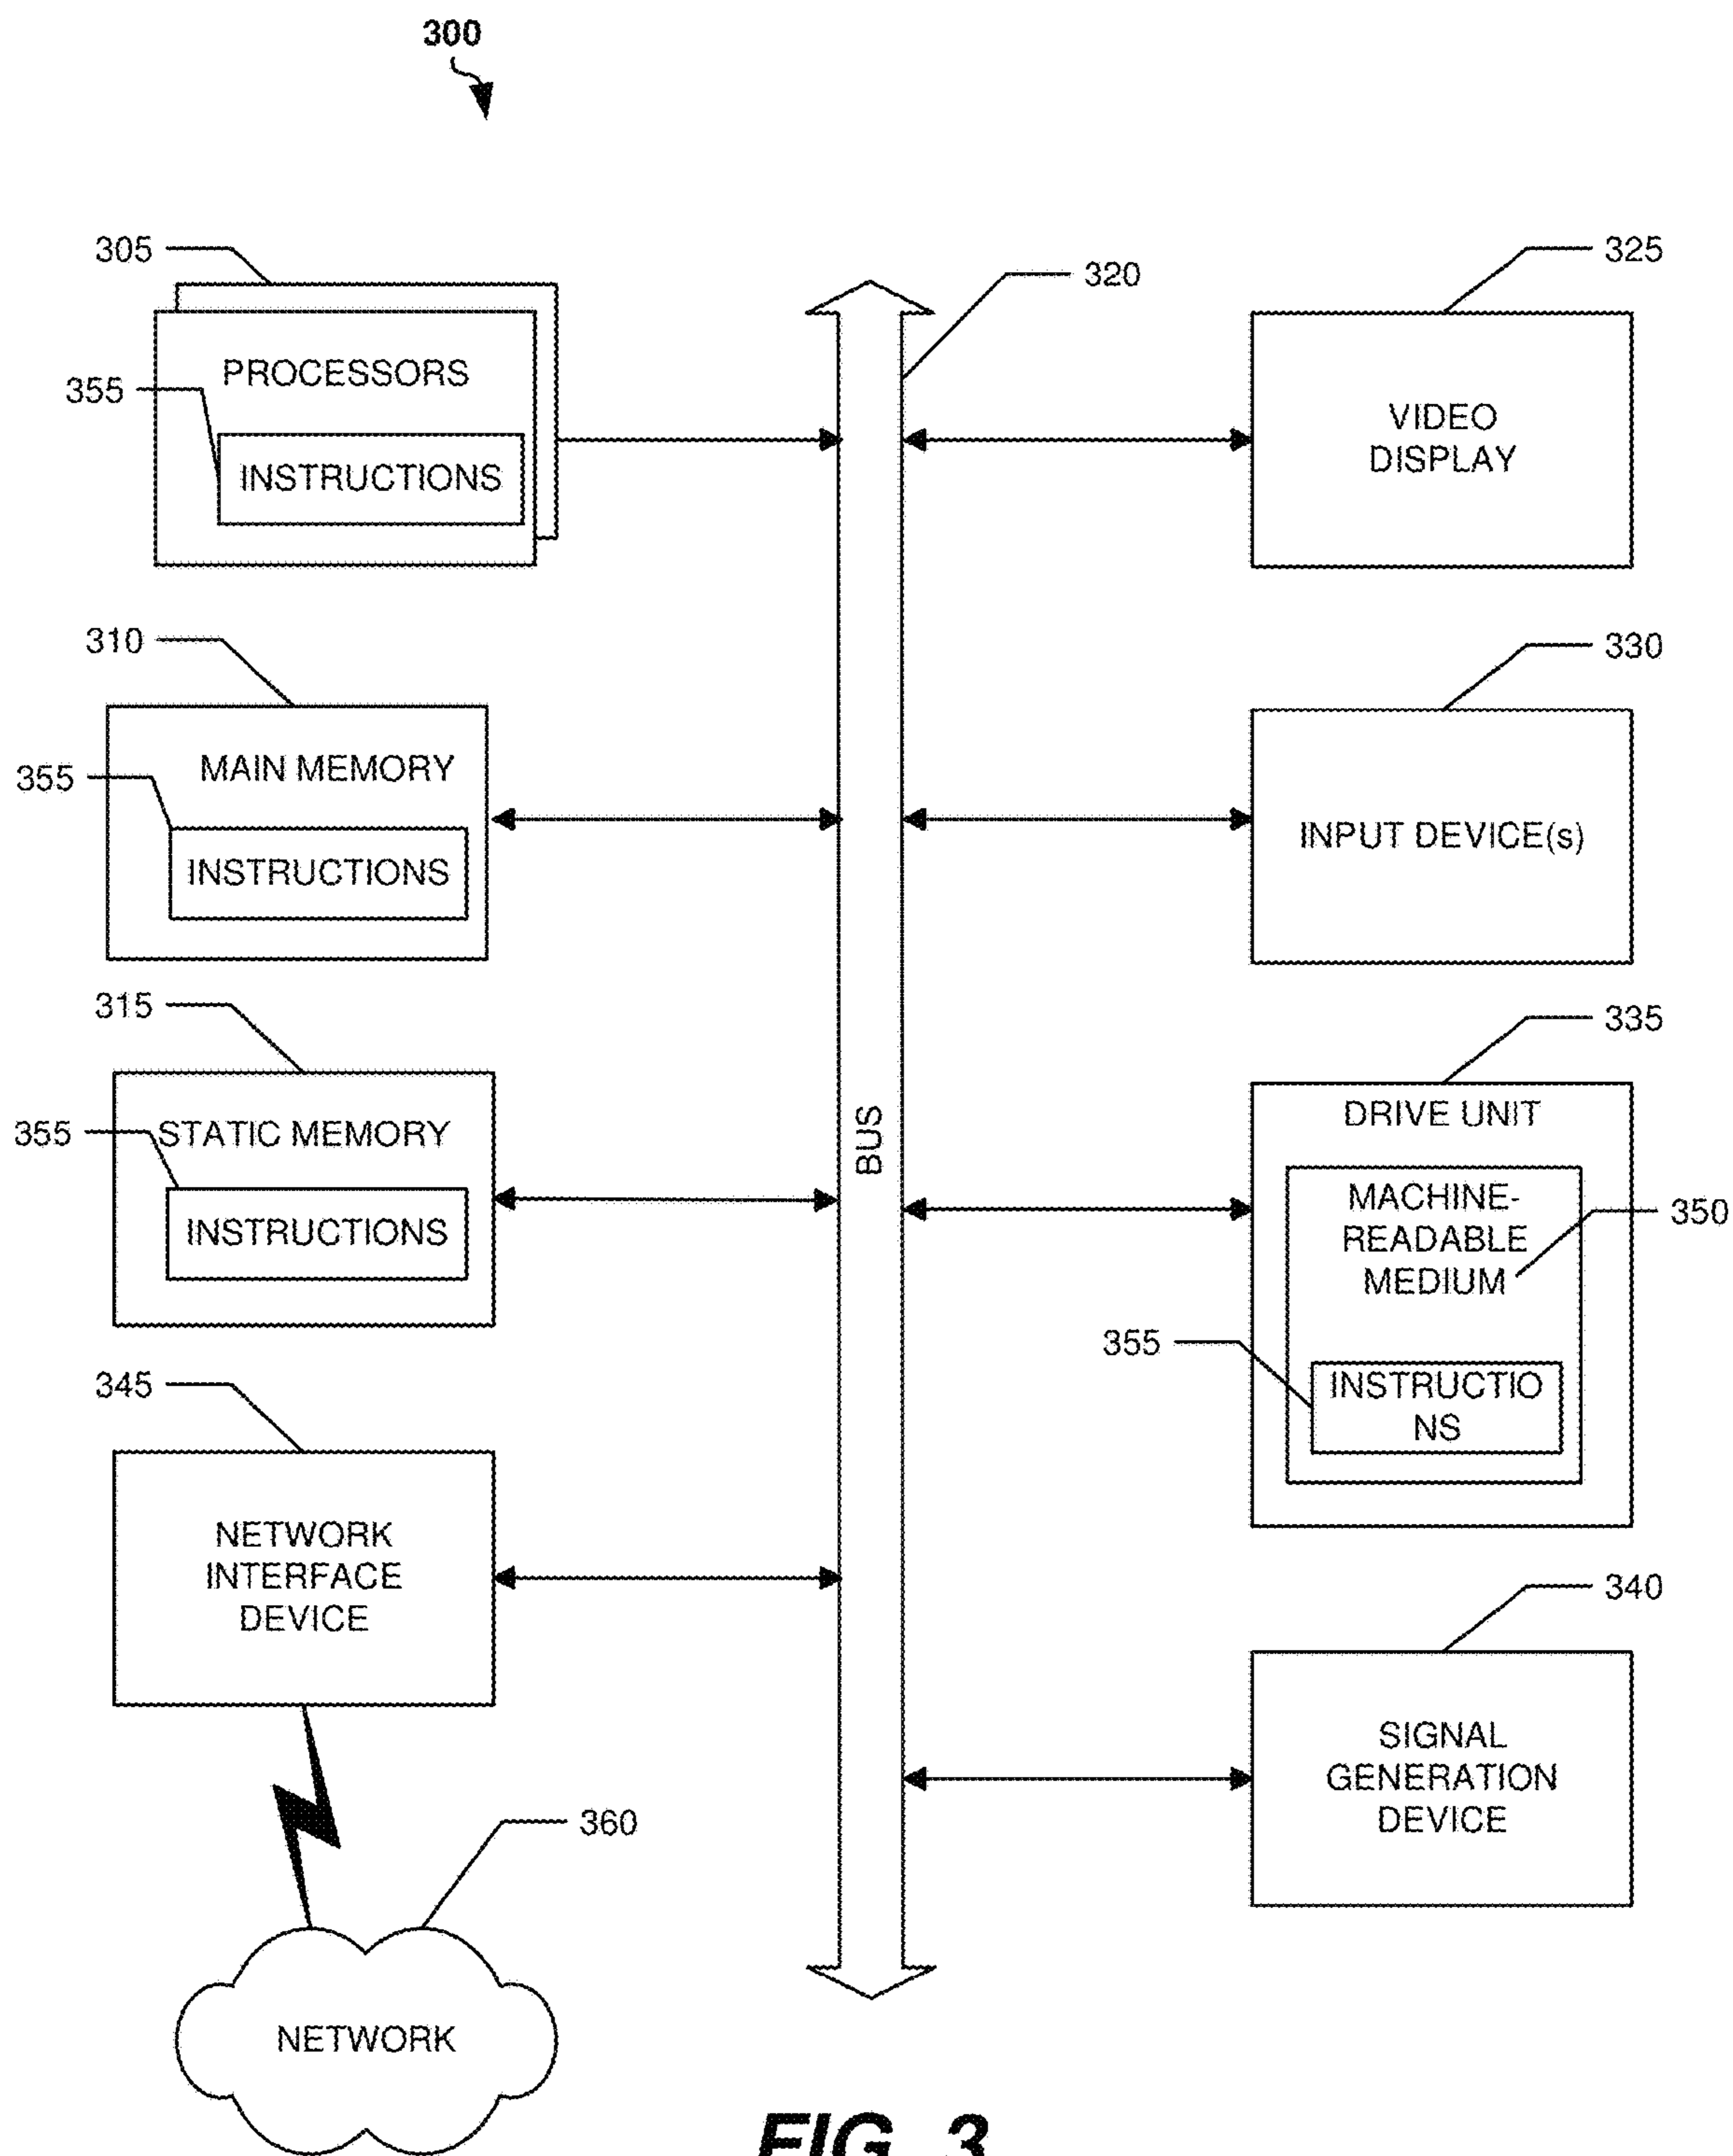 300
305
PROCESSORS
355
INSTRUCTIONS
310
MAIN MEMORY
355
INSTRUCTIONS
315
STATIC MEMORY
355
INSTRUCTIONS
345
NETWORK
INTERFACE
DEVICE
360
NETWORK
320
BUS
325
VIDEO
DISPLAY
330
INPUT DEVICE(s)
335
DRIVE UNIT
MACHINE-
READABLE
MEDIUM
350
355
INSTRUCTIO
NS
340
SIGNAL
GENERATION
DEVICE
FIG. 3